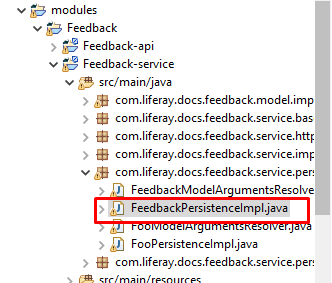 modules
Feedback
Feedback-api
Feedback-service
src/main/java
com.liferay.docs.feedback.model.imp
com.liferay.docs.feedback.service.bas
com.liferay.docs.feedback.service.http
com.liferay.docs.feedback.service.imp
com.liferay.docs.feedback.service.pers
FeedbackModelArgumentsResolver
FeedbackPersistenceImpl.java
FooModelArgumentsResolver.java
FooPersistenceImpl.java
com.liferay.docs.feedback.service.pers
src/main/resources